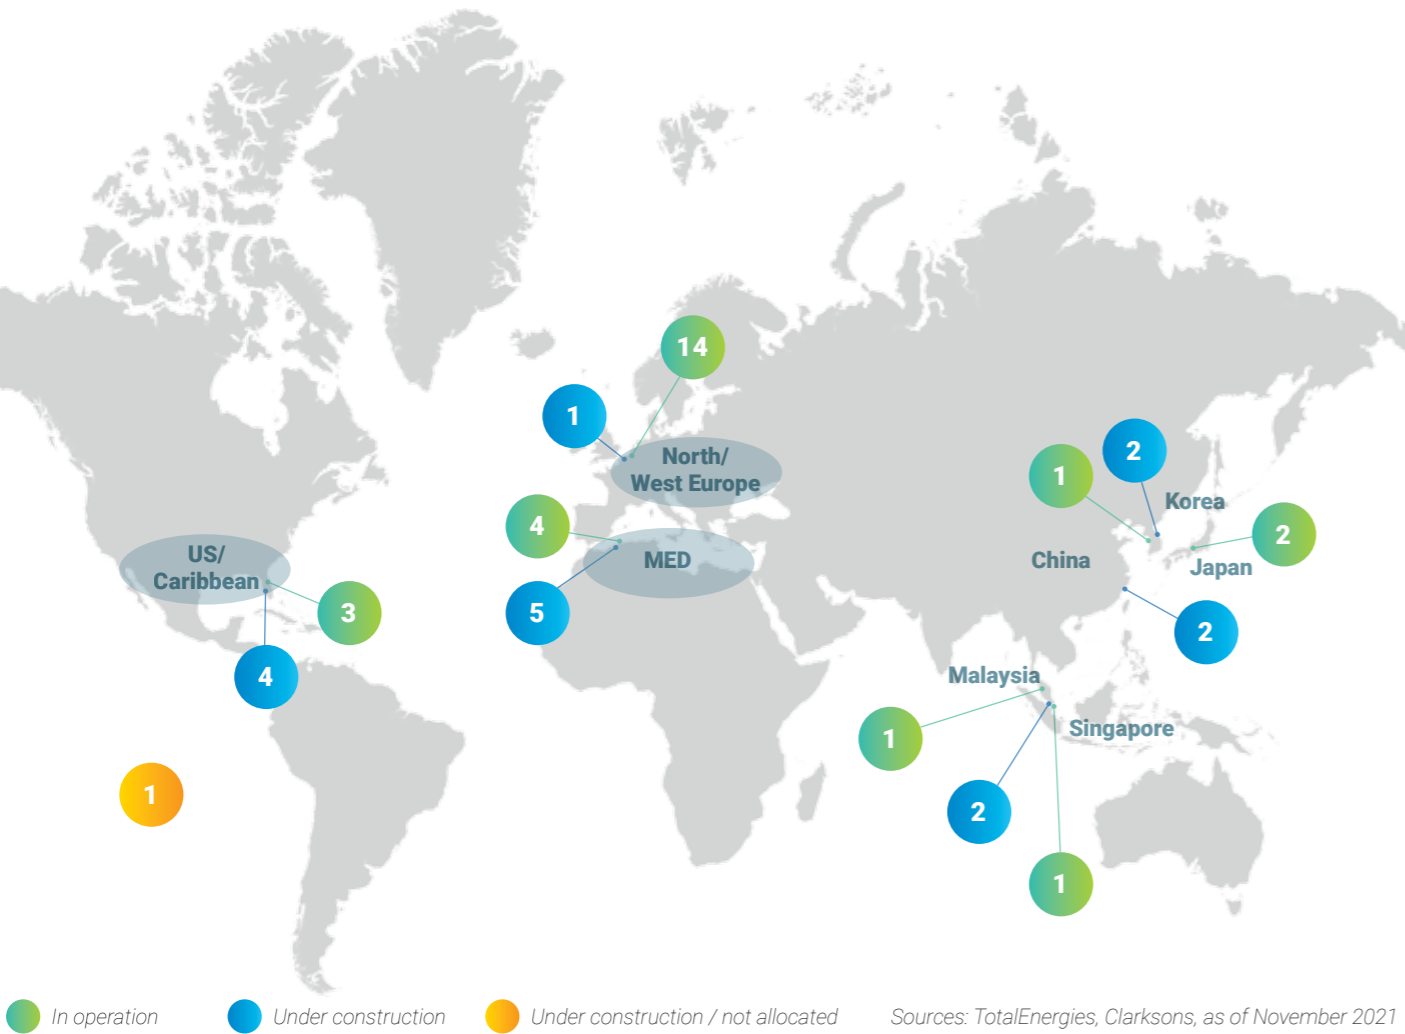 14
1
North/
West Europe
4
MED
5
US/
Caribbean
3
4
1
1
2
Korea
2
China
Japan
2
Malaysia
1
Singapore
2
1
In operation
Under construction
Under construction / not allocated
Sources: TotalEnergies, Clarksons, as of November 2021